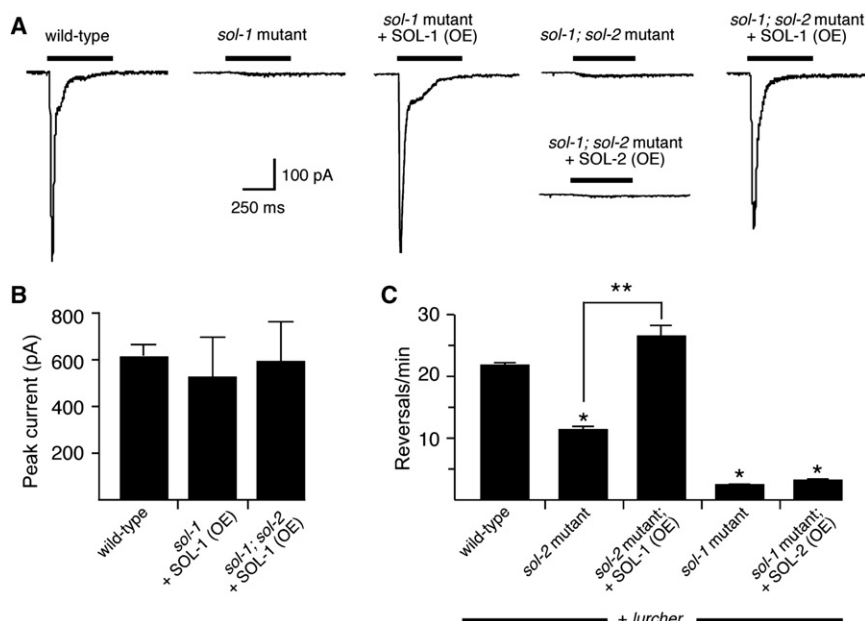 A
wild-type
sol-1 mutant
sol-1 mutant
+ SOL-1 (OE)
sol-1; sol-2 mutant
sol-1; sol-2 mutant
+ SOL-1 (OE)
100 pA
250 ms
sol-1; sol-2 mutant
+ SOL-2 (OE)
B
Peak current (pA)
800
600
400
200
wild-type
sol-1
+ SOL-1 (OE)
sol-1; sol-2
+ SOL-1 (OE)
C
Reversals/min
30
20
10
**
*
*
*
wild-type
sol-2 mutant
sol-2 mutant;
+ SOL-1 (OE)
sol-1 mutant
sol-1 mutant;
+ SOL-2 (OE)
+ lurcher